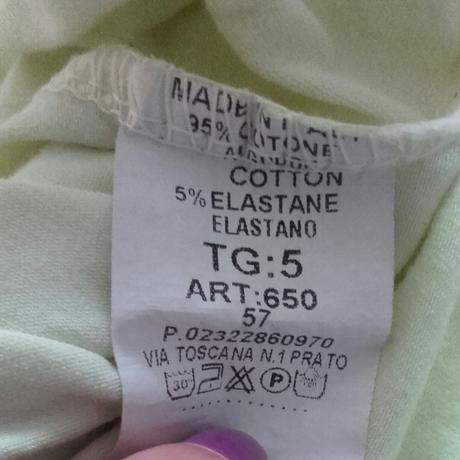 MADE IN ITALY
95% COTONE
COTTON
5% ELASTANE
ELASTANO
TG:5
ART:650
57
P.02322860970
VIA TOSCANA N.1 PRATO
30°
P